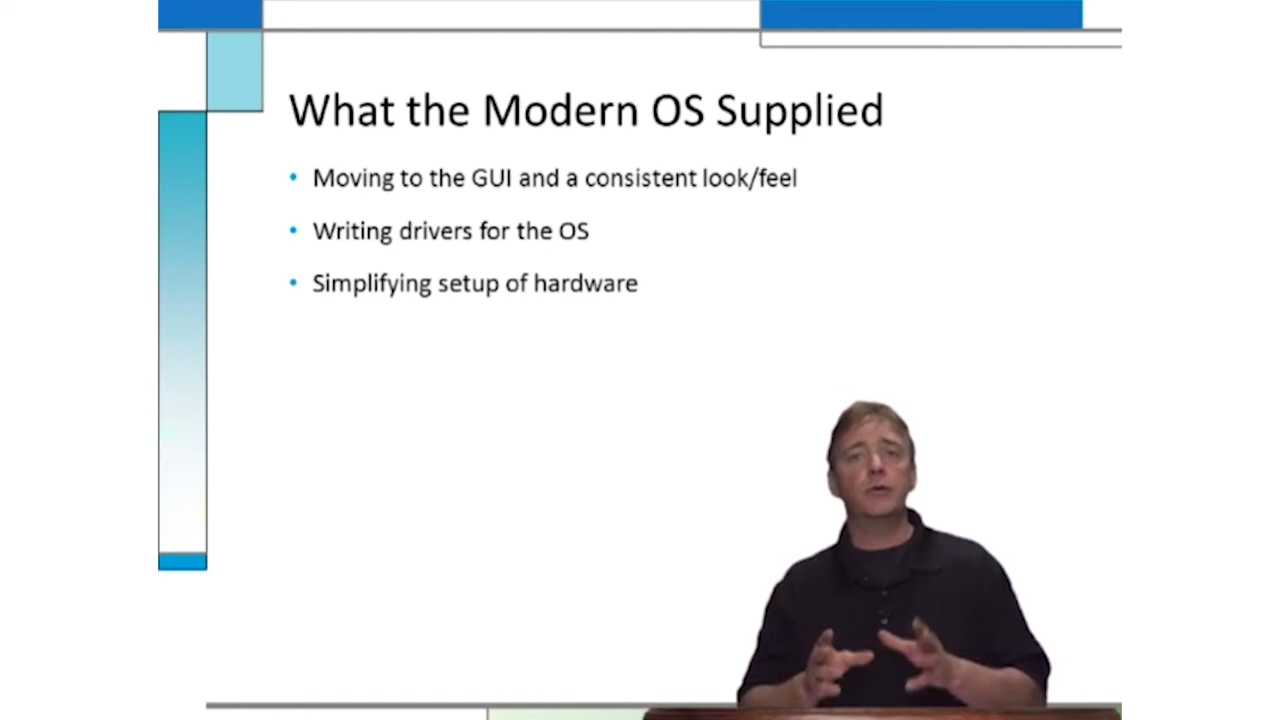 What the Modern OS Supplied
• Moving to the GUI and a consistent look/feel
• Writing drivers for the OS
• Simplifying setup of hardware